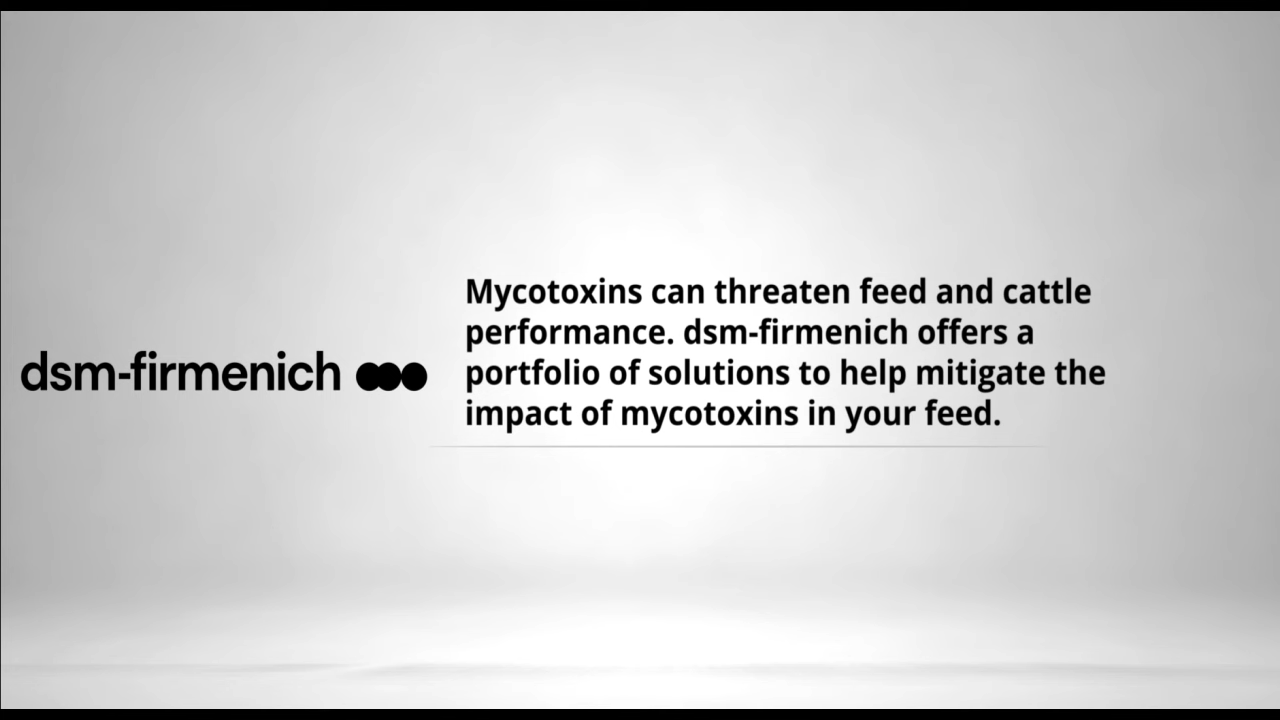 dsm-firmenich
Mycotoxins can threaten feed and cattle
performance. dsm-firmenich offers a
portfolio of solutions to help mitigate the
impact of mycotoxins in your feed.